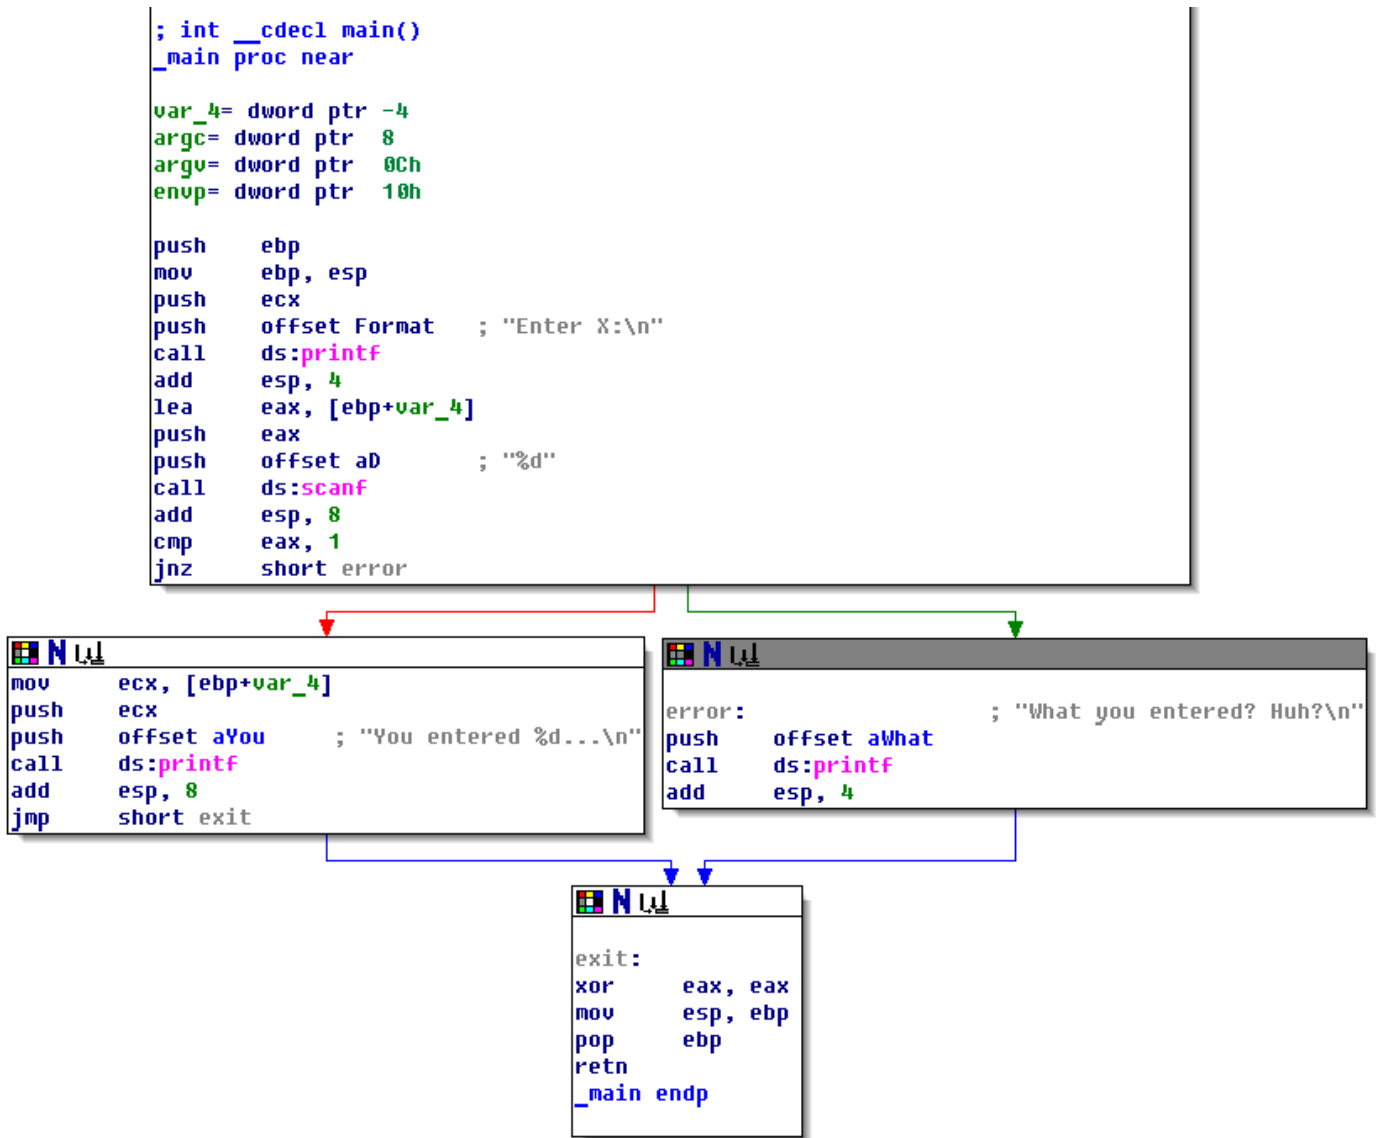 ; int __cdecl main()
_main proc near
var_4= dword ptr -4
argc= dword ptr  8
argv= dword ptr  0Ch
envp= dword ptr  10h
push    ebp
mov     ebp, esp
push    ecx
push    offset Format   ; "Enter X:\n"
call    ds:printf
add     esp, 4
lea     eax, [ebp+var_4]
push    eax
push    offset aD       ; "%d"
call    ds:scanf
add     esp, 8
cmp     eax, 1
jnz     short error
mov     ecx, [ebp+var_4]
push    ecx
push    offset aYou     ; "You entered %d...\n"
call    ds:printf
add     esp, 8
jmp     short exit
error:                  ; "What you entered? Huh?\n"
push    offset aWhat
call    ds:printf
add     esp, 4
exit:
xor     eax, eax
mov     esp, ebp
pop     ebp
retn
_main endp